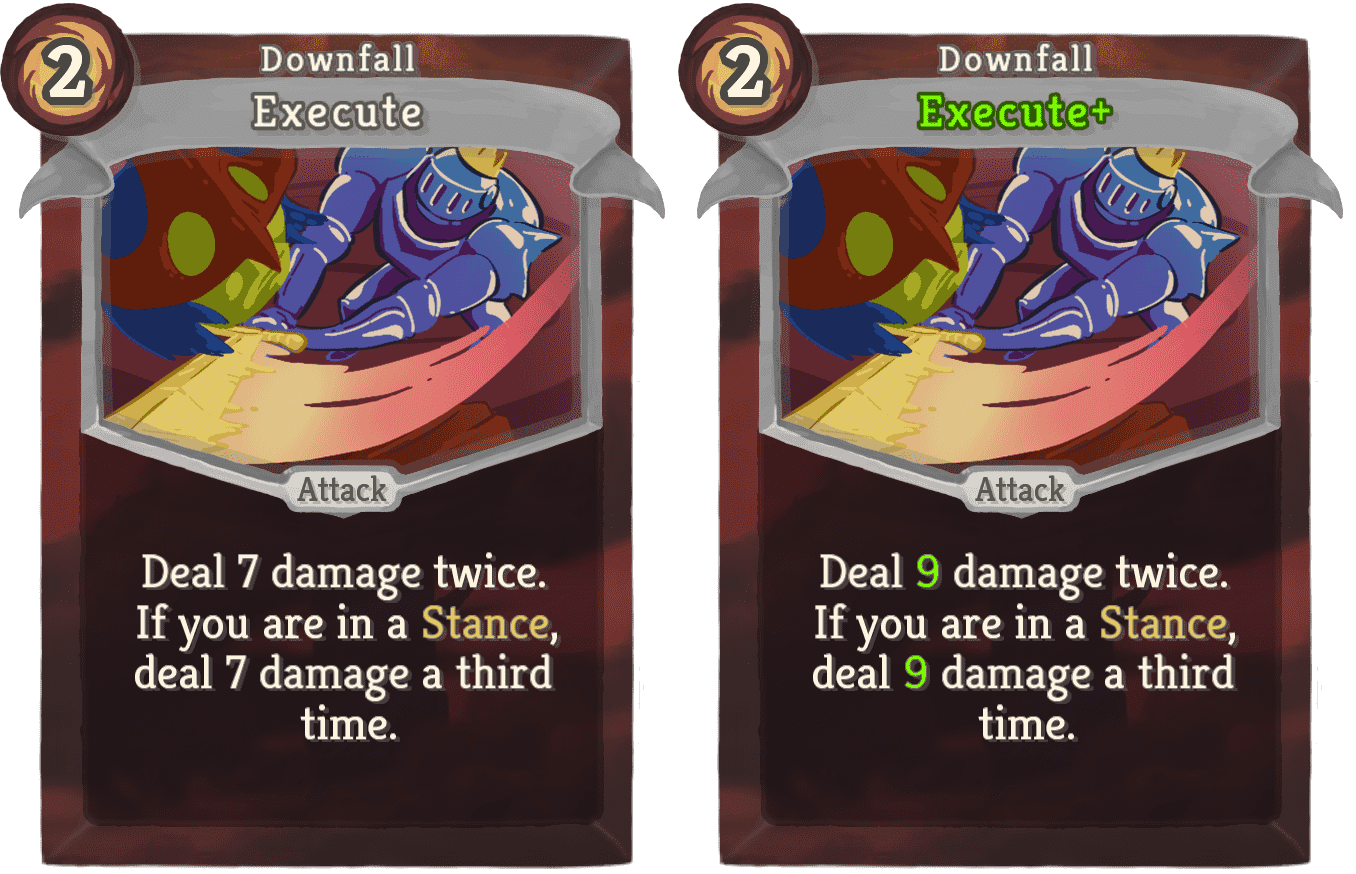 2
Downfall
Execute
Attack
Deal 7 damage twice.
If you are in a Stance,
deal 7 damage a third
time.
2
Downfall
Execute+
Attack
Deal 9 damage twice.
If you are in a Stance,
deal 9 damage a third
time.